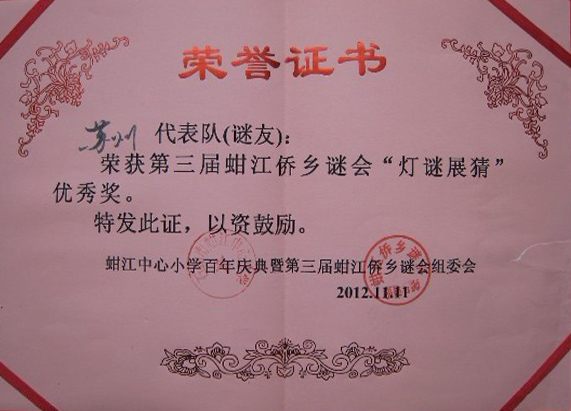 荣誉证书
苏州 代表队(谜友):
荣获第三届蚶江侨乡谜会“灯谜展猜”
优秀奖。
特发此证,以资鼓励。
蚶江中心小学百年庆典暨第三届蚶江侨乡谜会组委会
2012.11.11